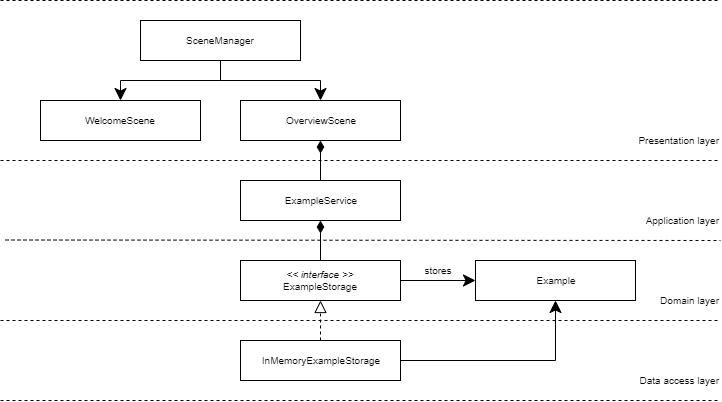 SceneManager
WelcomeScene
OverviewScene
Presentation layer
ExampleService
Application layer
<< interface >>
ExampleStorage
stores
Example
Domain layer
InMemoryExampleStorage
Data access layer